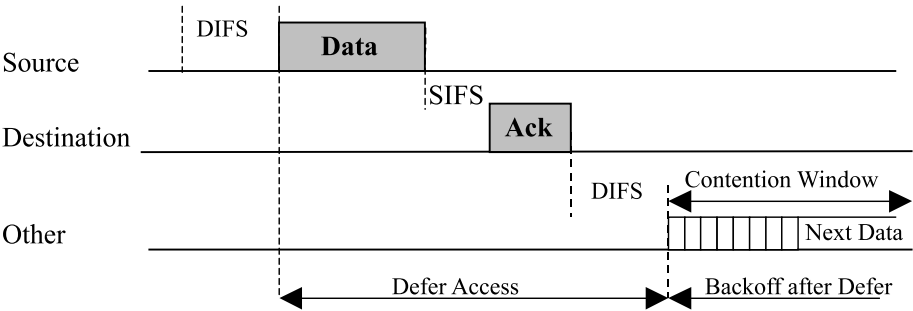 DIFS
Source
Data
SIFS
Destination
Ack
DIFS
Contention Window
Other
Next Data
Defer Access
Backoff after Defer